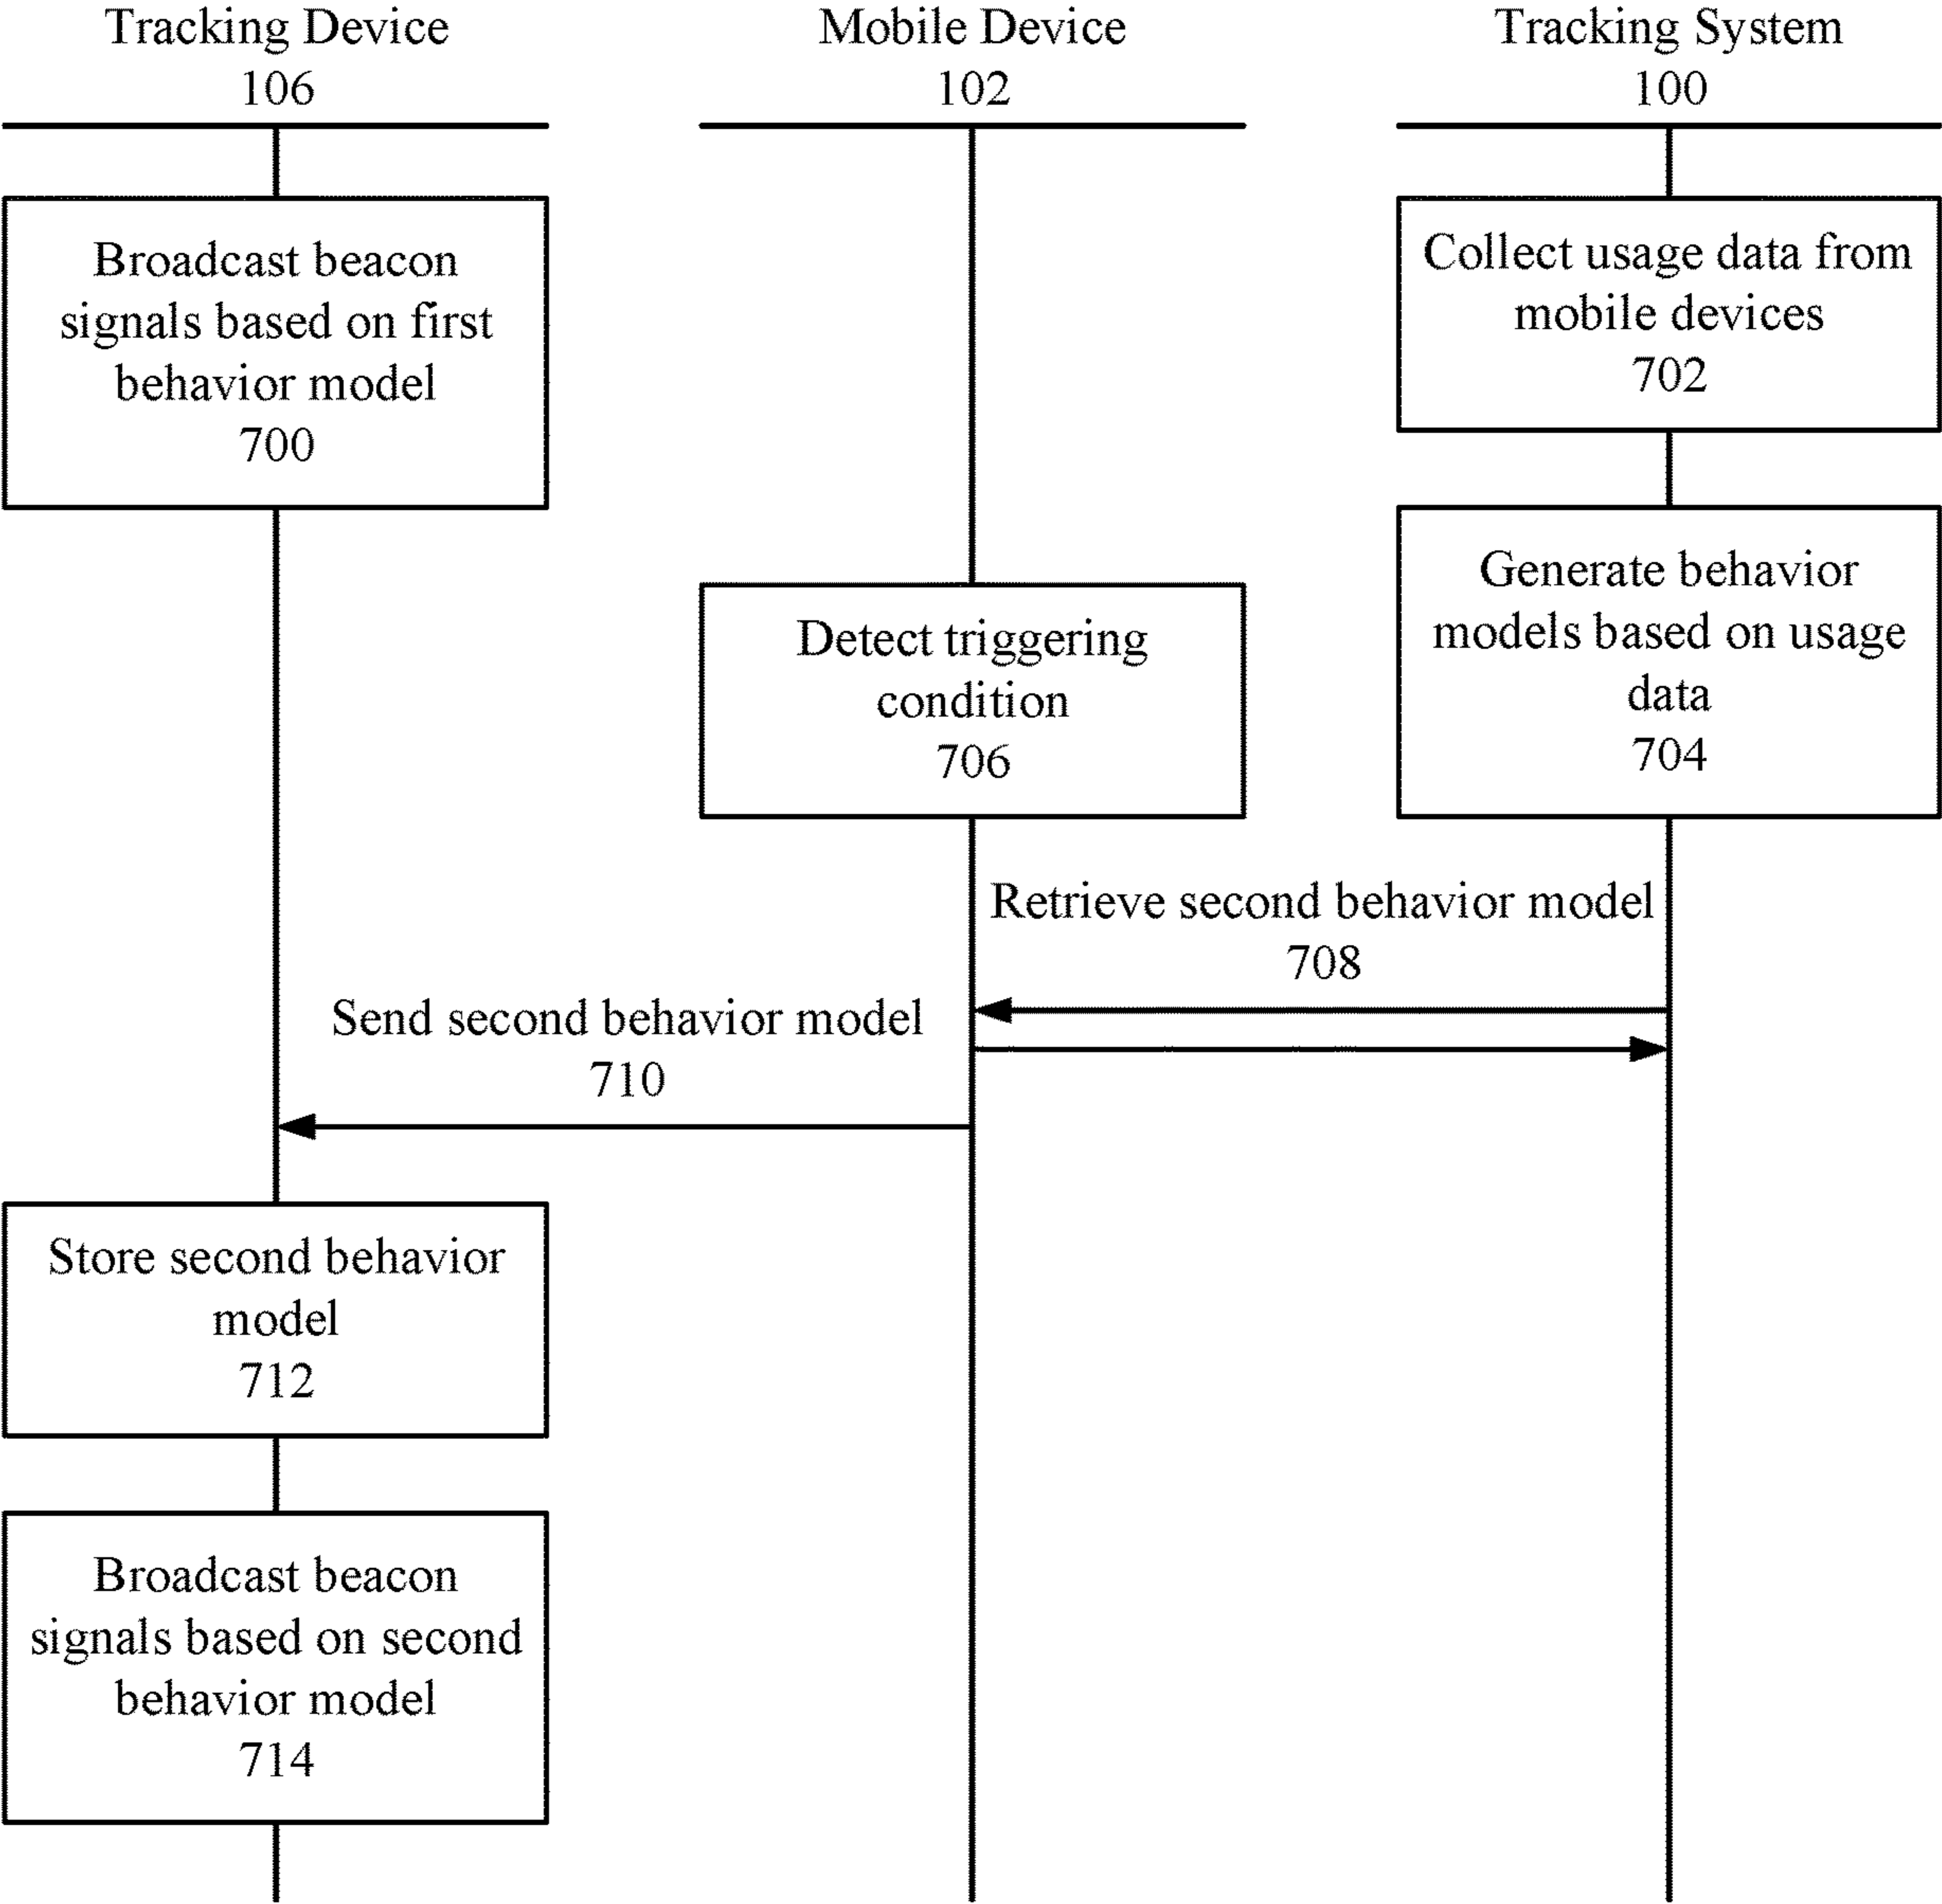 Tracking Device
106
Mobile Device
102
Tracking System
100
Broadcast beacon
signals based on first
behavior model
700
Collect usage data from
mobile devices
702
Generate behavior
models based on usage
data
704
Detect triggering
condition
706
Retrieve second behavior model
708
Send second behavior model
710
Store second behavior
model
712
Broadcast beacon
signals based on second
behavior model
714